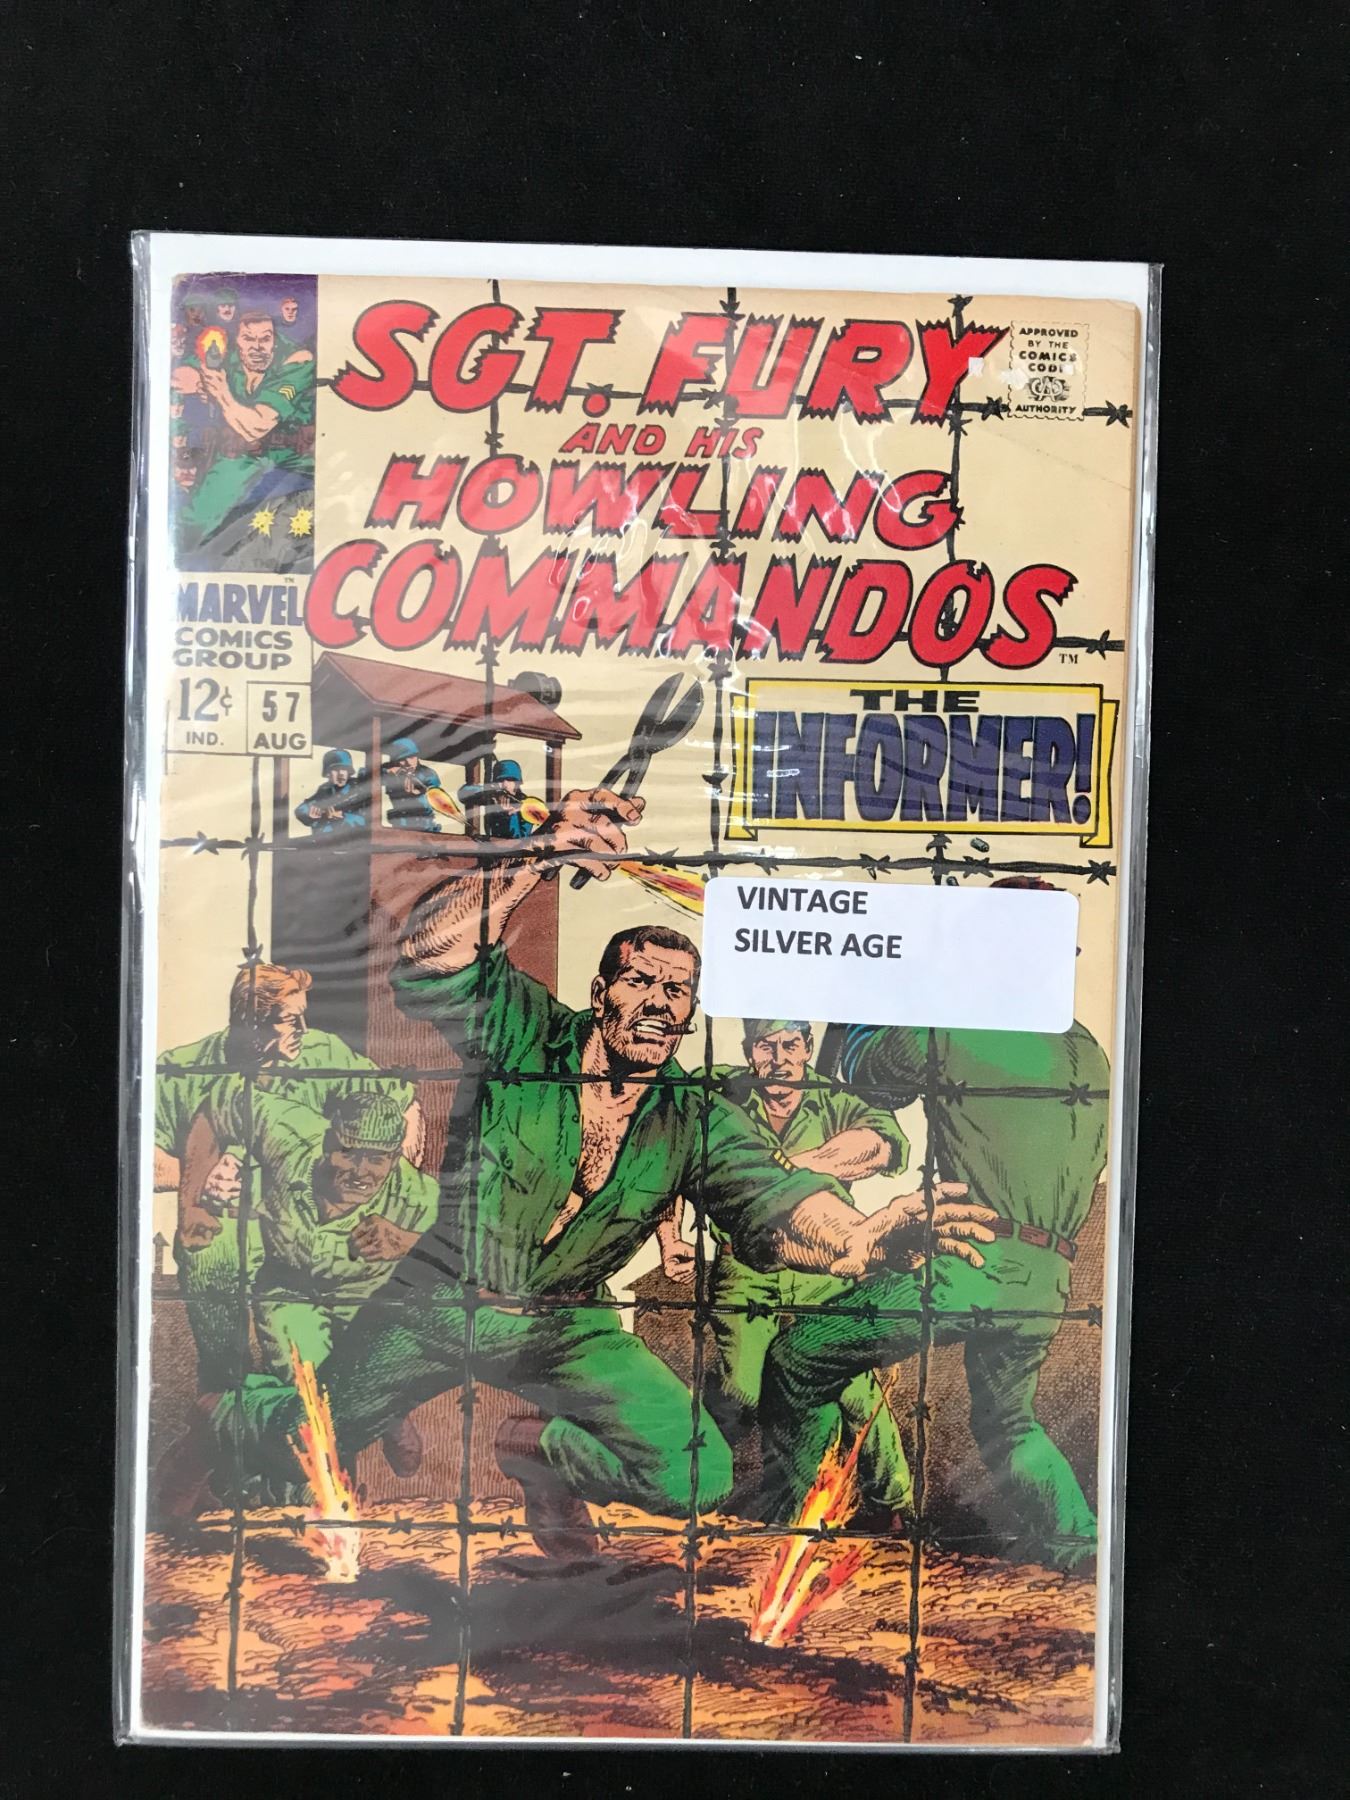 SGT. FURY
AND HIS
HOWLING
COMMANDOS
TM
APPROVED
BY THE
COMICS
CODE
AUTHORITY
MARVEL
COMICS
GROUP
12¢
IND.
57
AUG
THE
INFORMER!
VINTAGE
SILVER AGE